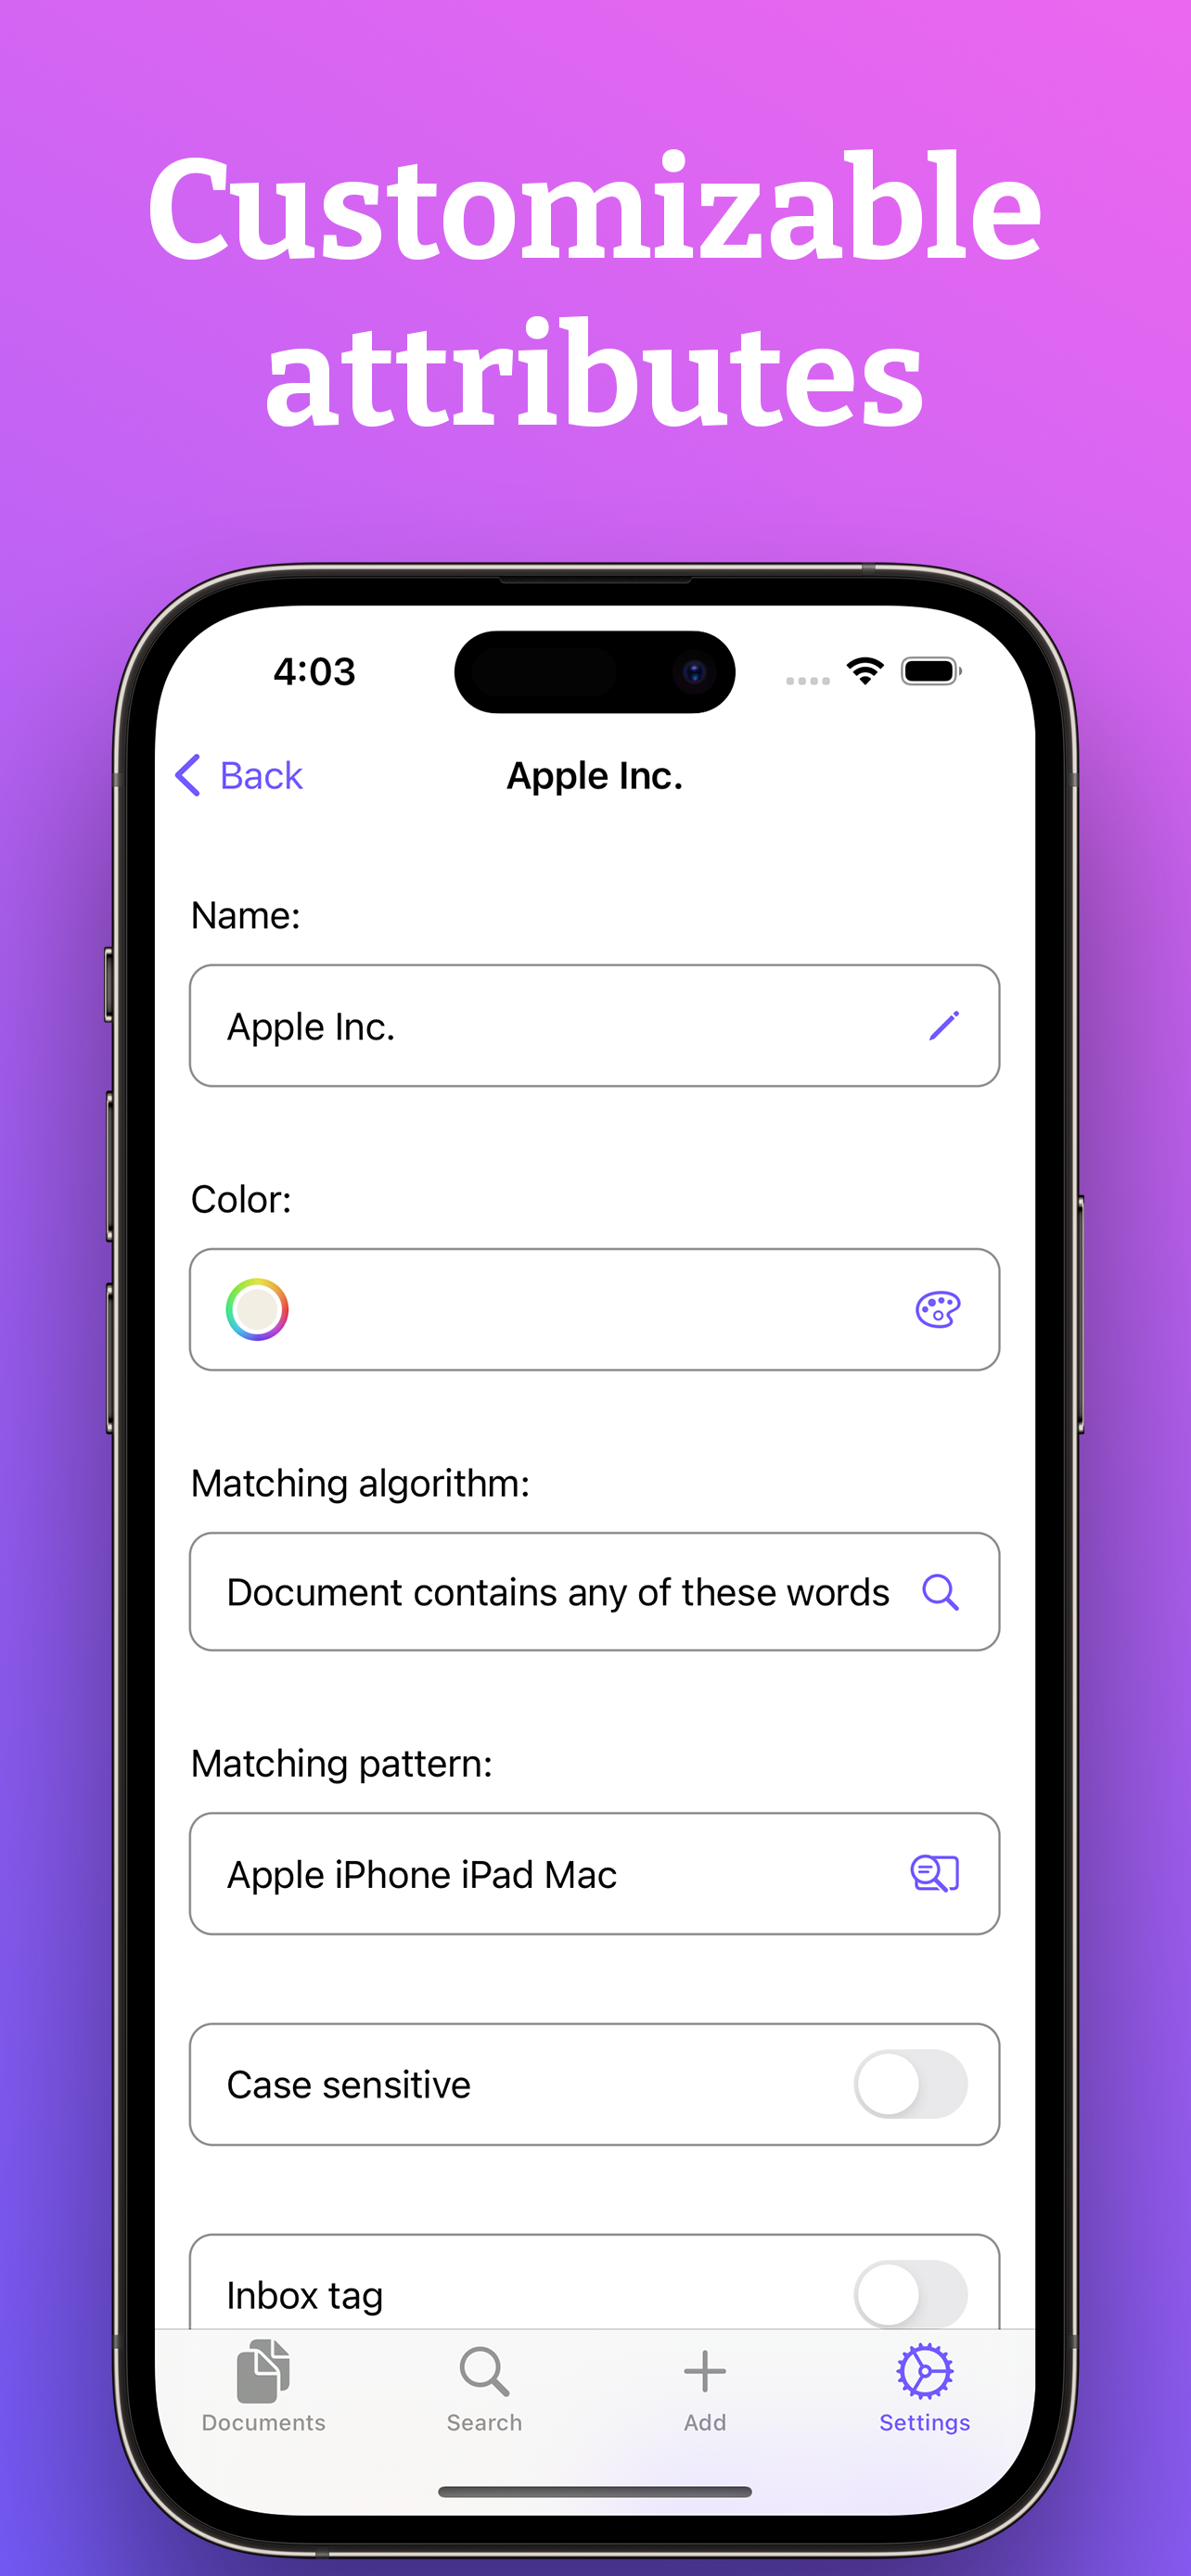 Customizable
attributes
4:03
Back
Apple Inc.
Name:
Apple Inc.
Color:
Matching algorithm:
Document contains any of these words
Matching pattern:
Apple iPhone iPad Mac
Case sensitive
Inbox tag
Documents
Search
Add
Settings